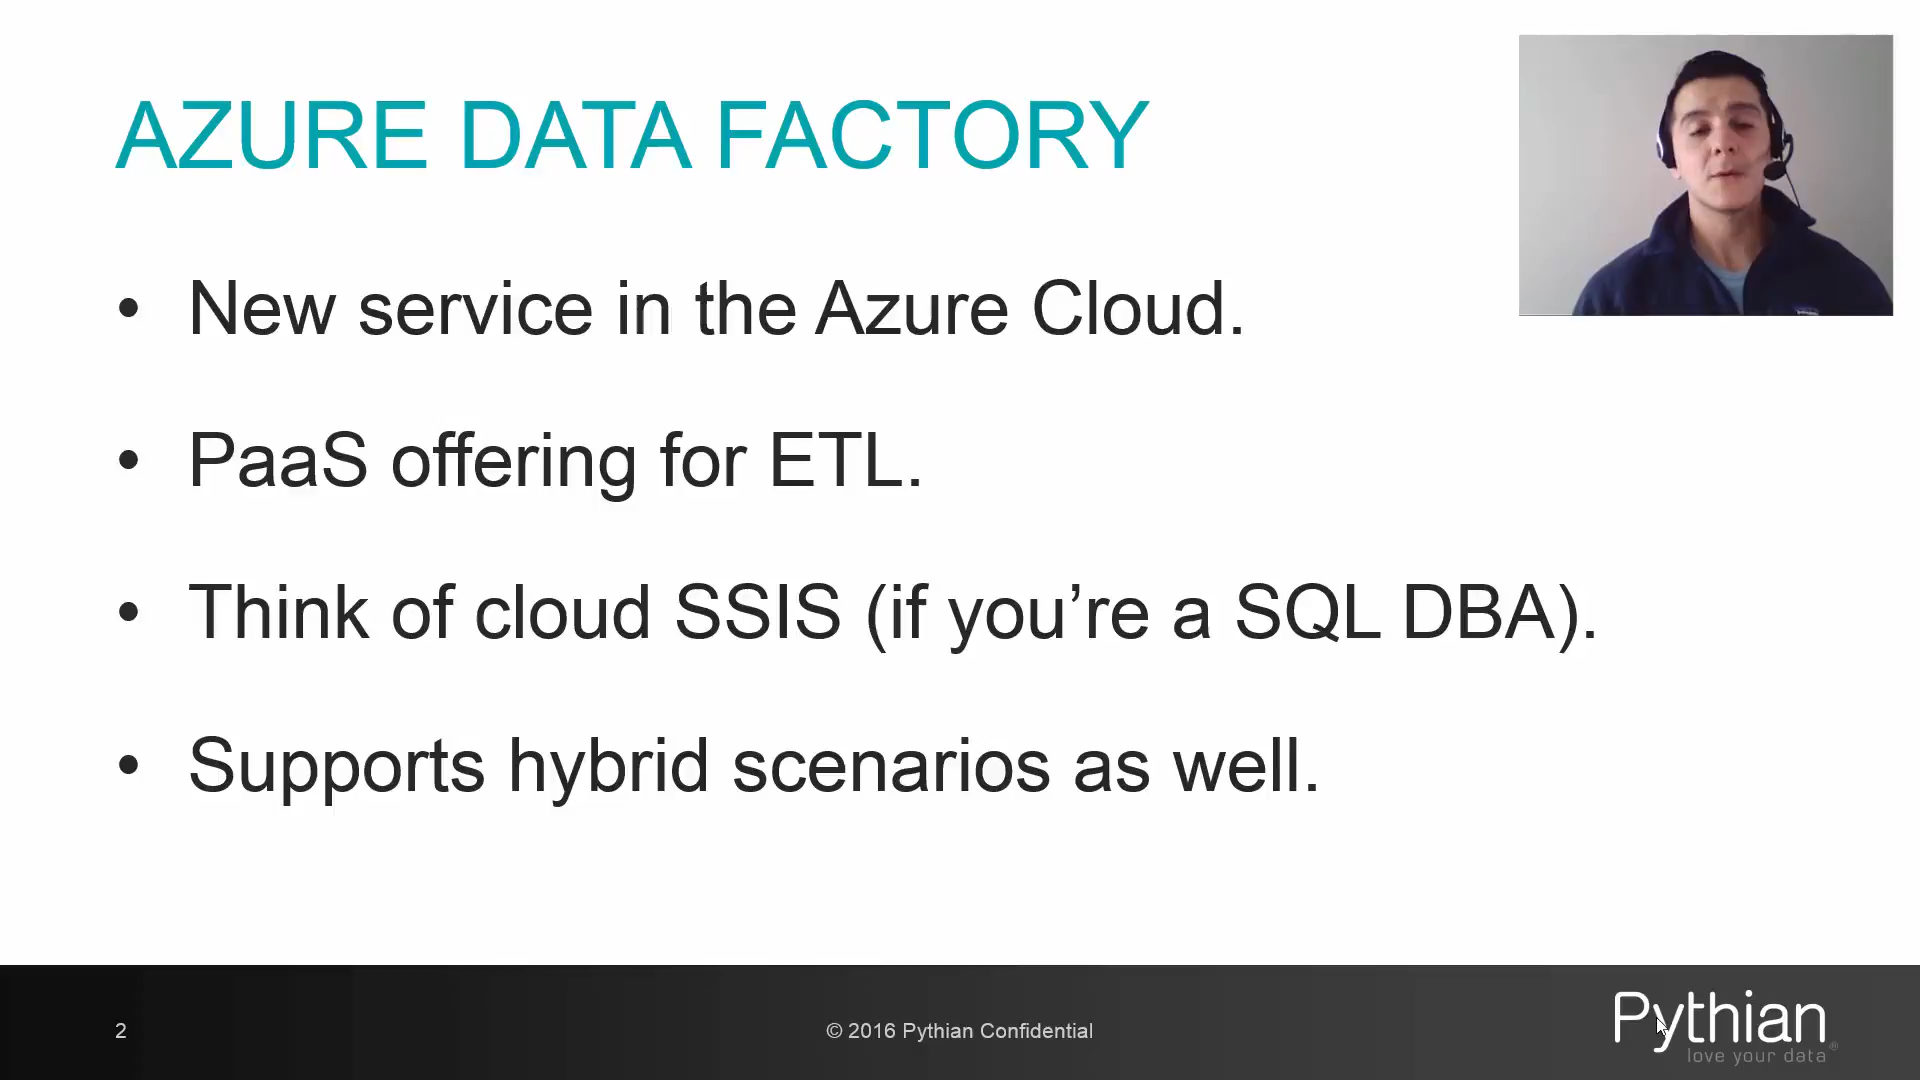 AZURE DATA FACTORY
• New service in the Azure Cloud.
• PaaS offering for ETL.
• Think of cloud SSIS (if you’re a SQL DBA).
• Supports hybrid scenarios as well.
2
© 2016 Pythian Confidential
Pythian
love your data®